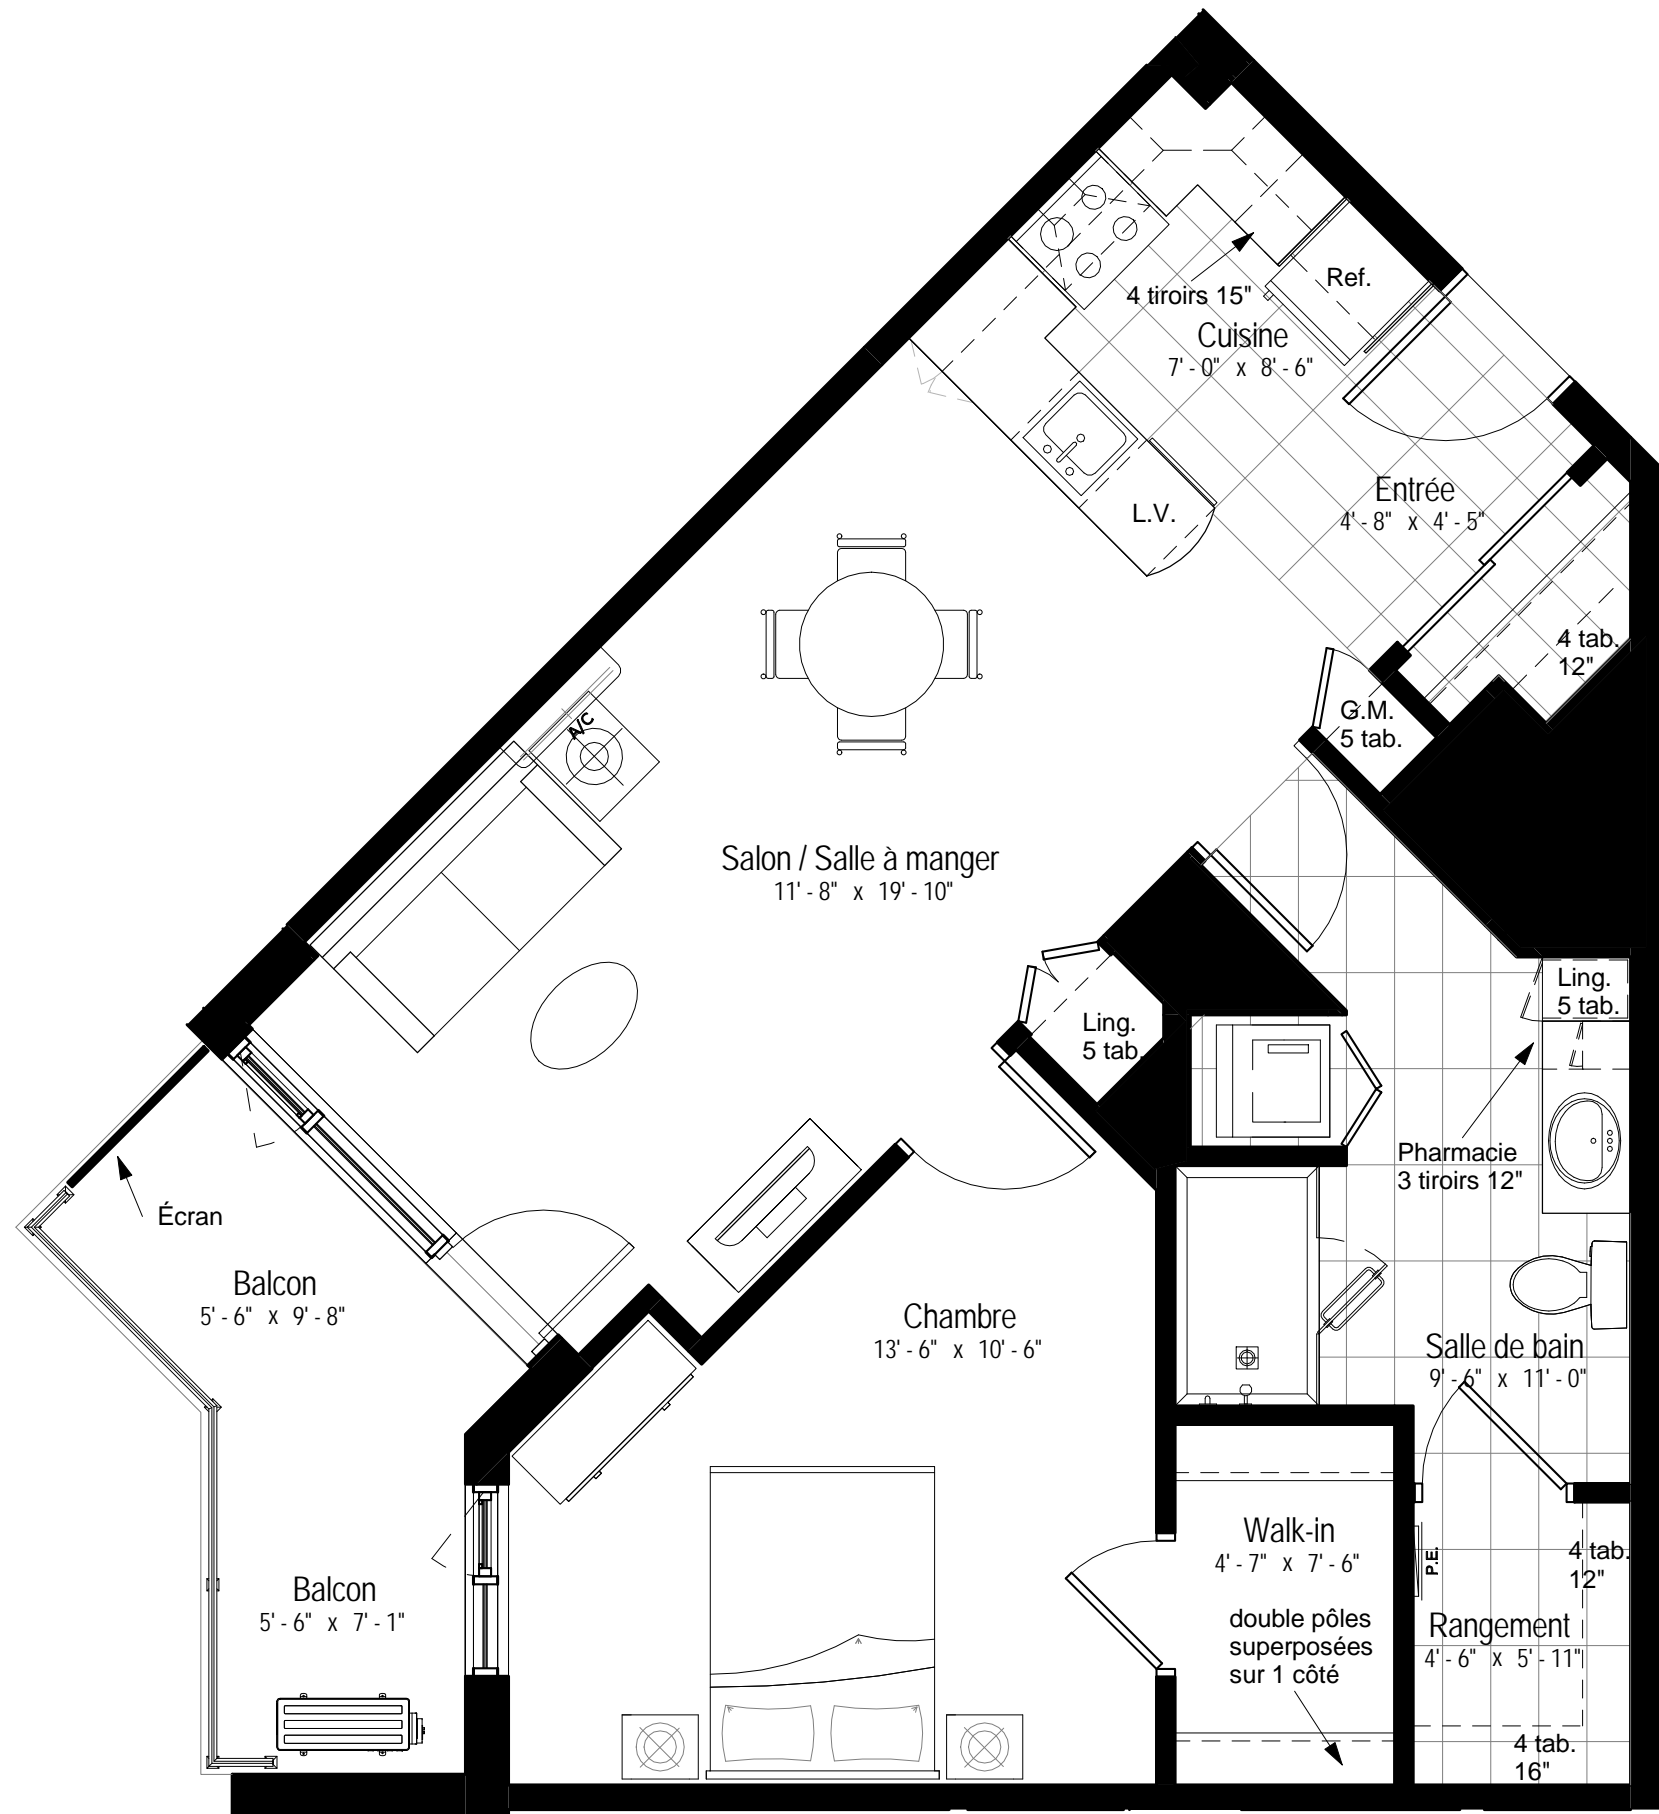 4 tiroirs 15"
Ref.
Cuisine
7' - 0" x 8' - 6"
Entrée
4' - 8" x 4' - 5"
L.V.
4 tab.
12"
G.M.
5 tab.
A/C
Salon / Salle à manger
11' - 8" x 19' - 10"
Ling.
5 tab.
Ling.
5 tab.
Pharmacie
3 tiroirs 12"
Écran
Balcon
5' - 6" x 9' - 8"
Chambre
13' - 6" x 10' - 6"
Salle de bain
9' - 6" x 11' - 0"
Walk-in
4' - 7" x 7' - 6"
double pôles
superposées
sur 1 côté
P.E.
4 tab.
12"
Rangement
4' - 6" x 5' - 11"
4 tab.
16"
Balcon
5' - 6" x 7' - 1"